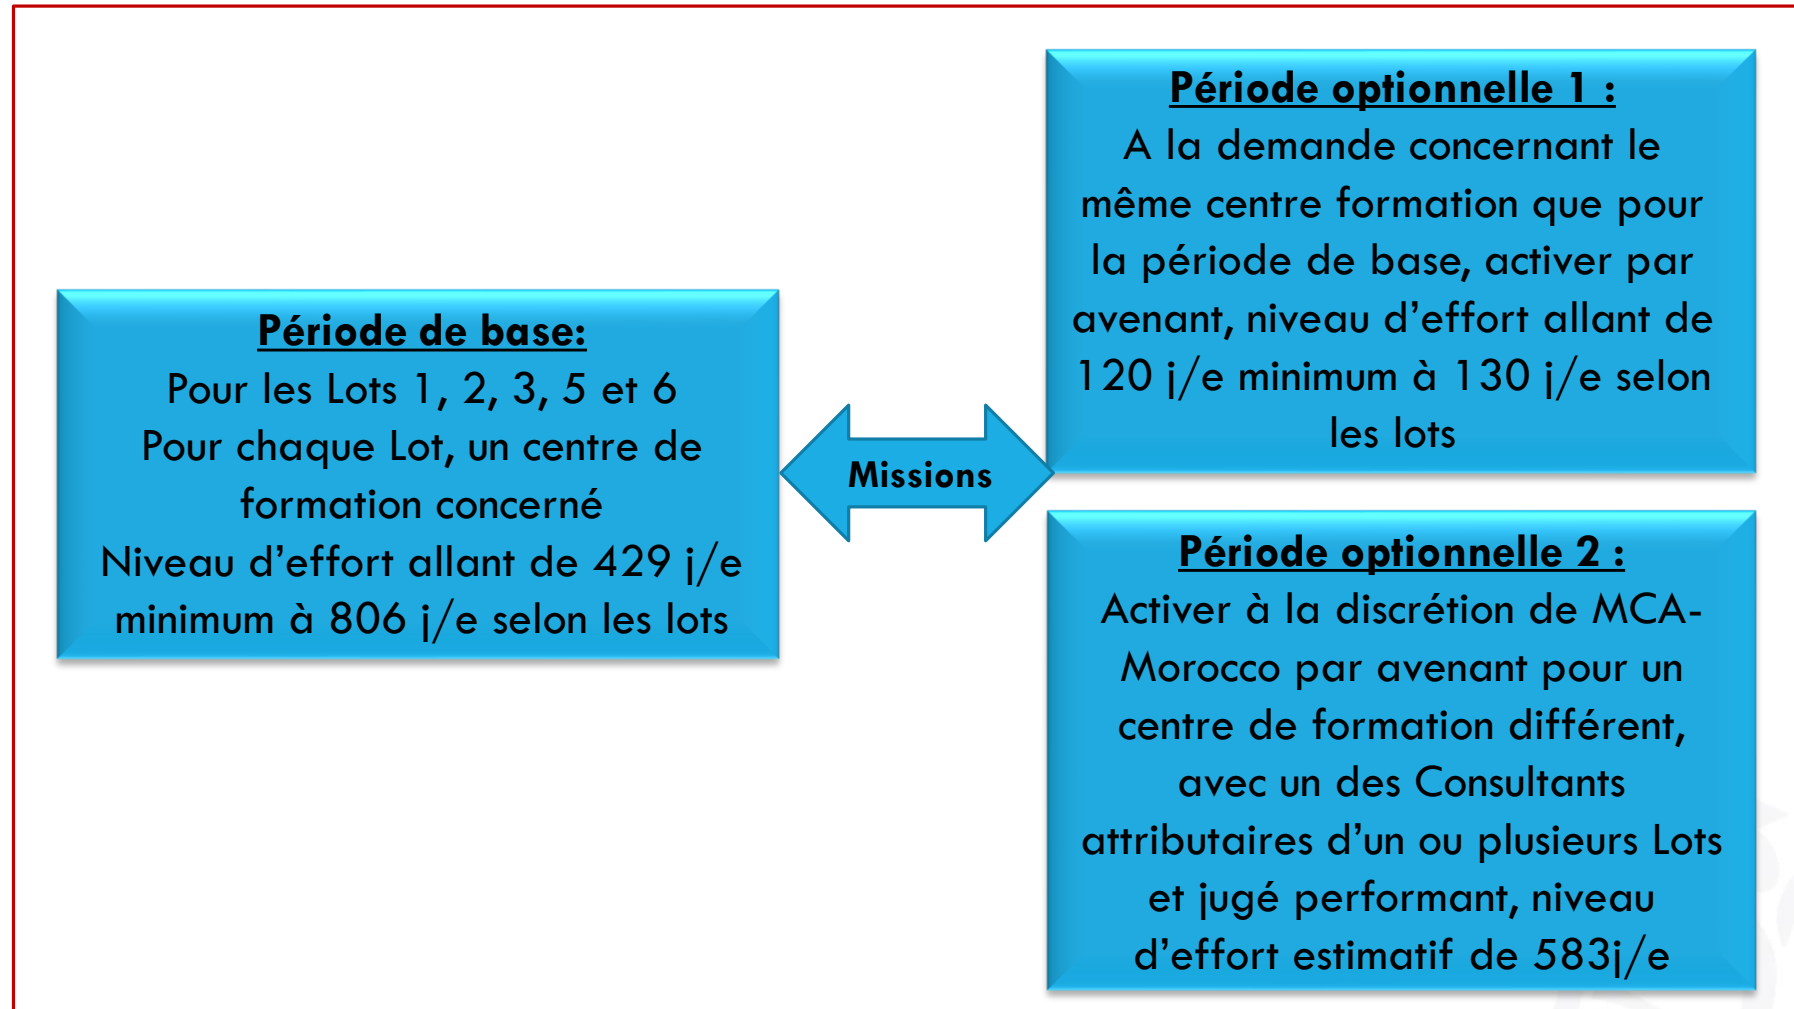 Période de base:
Pour les Lots 1, 2, 3, 5 et 6
Pour chaque Lot, un centre de
formation concerné
Niveau d’effort allant de 429 j/e
minimum à 806 j/e selon les lots
Missions
Période optionnelle 1 :
A la demande concernant le
même centre formation que pour
la période de base, activer par
avenant, niveau d’effort allant de
120 j/e minimum à 130 j/e selon
les lots
Période optionnelle 2 :
Activer à la discrétion de MCA-
Morocco par avenant pour un
centre de formation différent,
avec un des Consultants
attributaires d’un ou plusieurs Lots
et jugé performant, niveau
d’effort estimatif de 583j/e